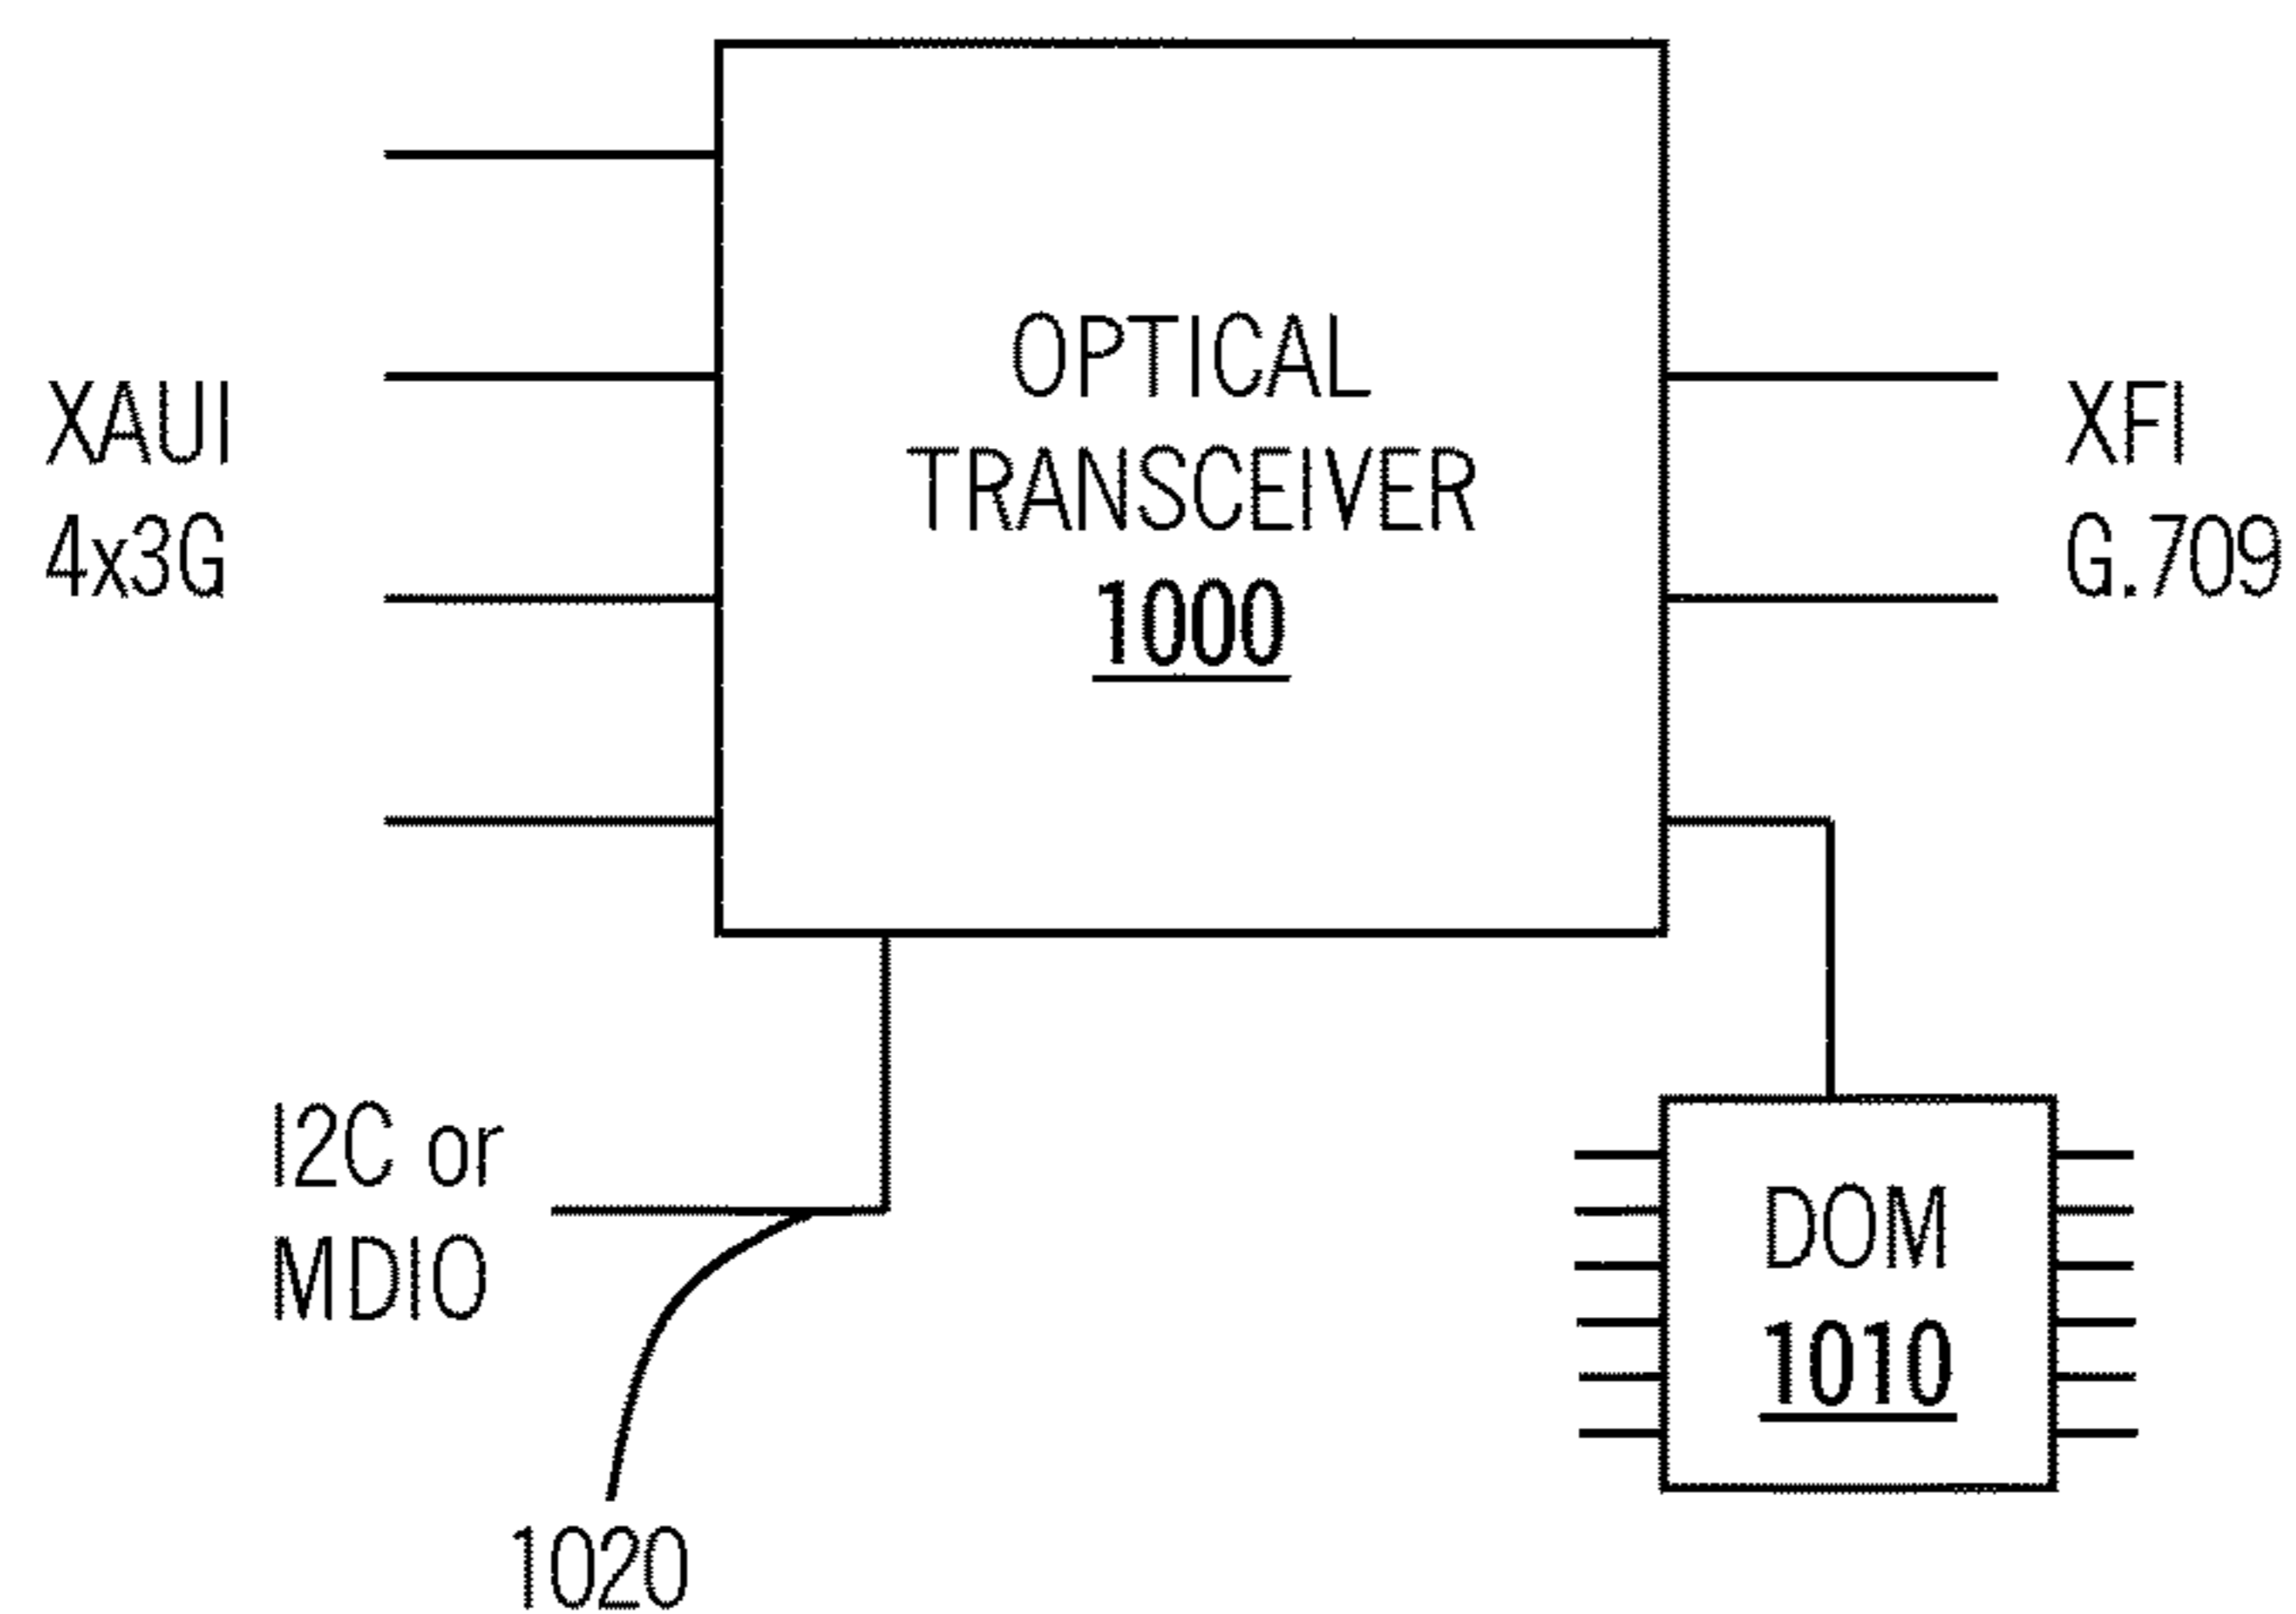 XAUI
4x3G
OPTICAL
TRANSCEIVER
1000
XFI
G.709
I2C or
MDIO
1020
DOM
1010